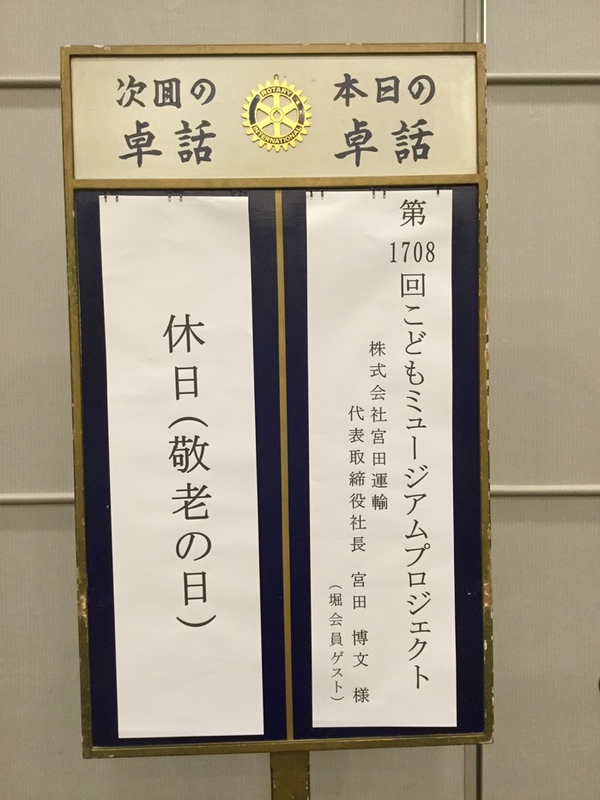 本日の
卓話
ROTARY
INTERNATIONAL
次回の
卓話
第1708回こどもミュージアムプロジェクト
株式会社宮田運輸
代表取締役社長 宮田 博文 様
(堀会員ゲスト)
休日(敬老の日)